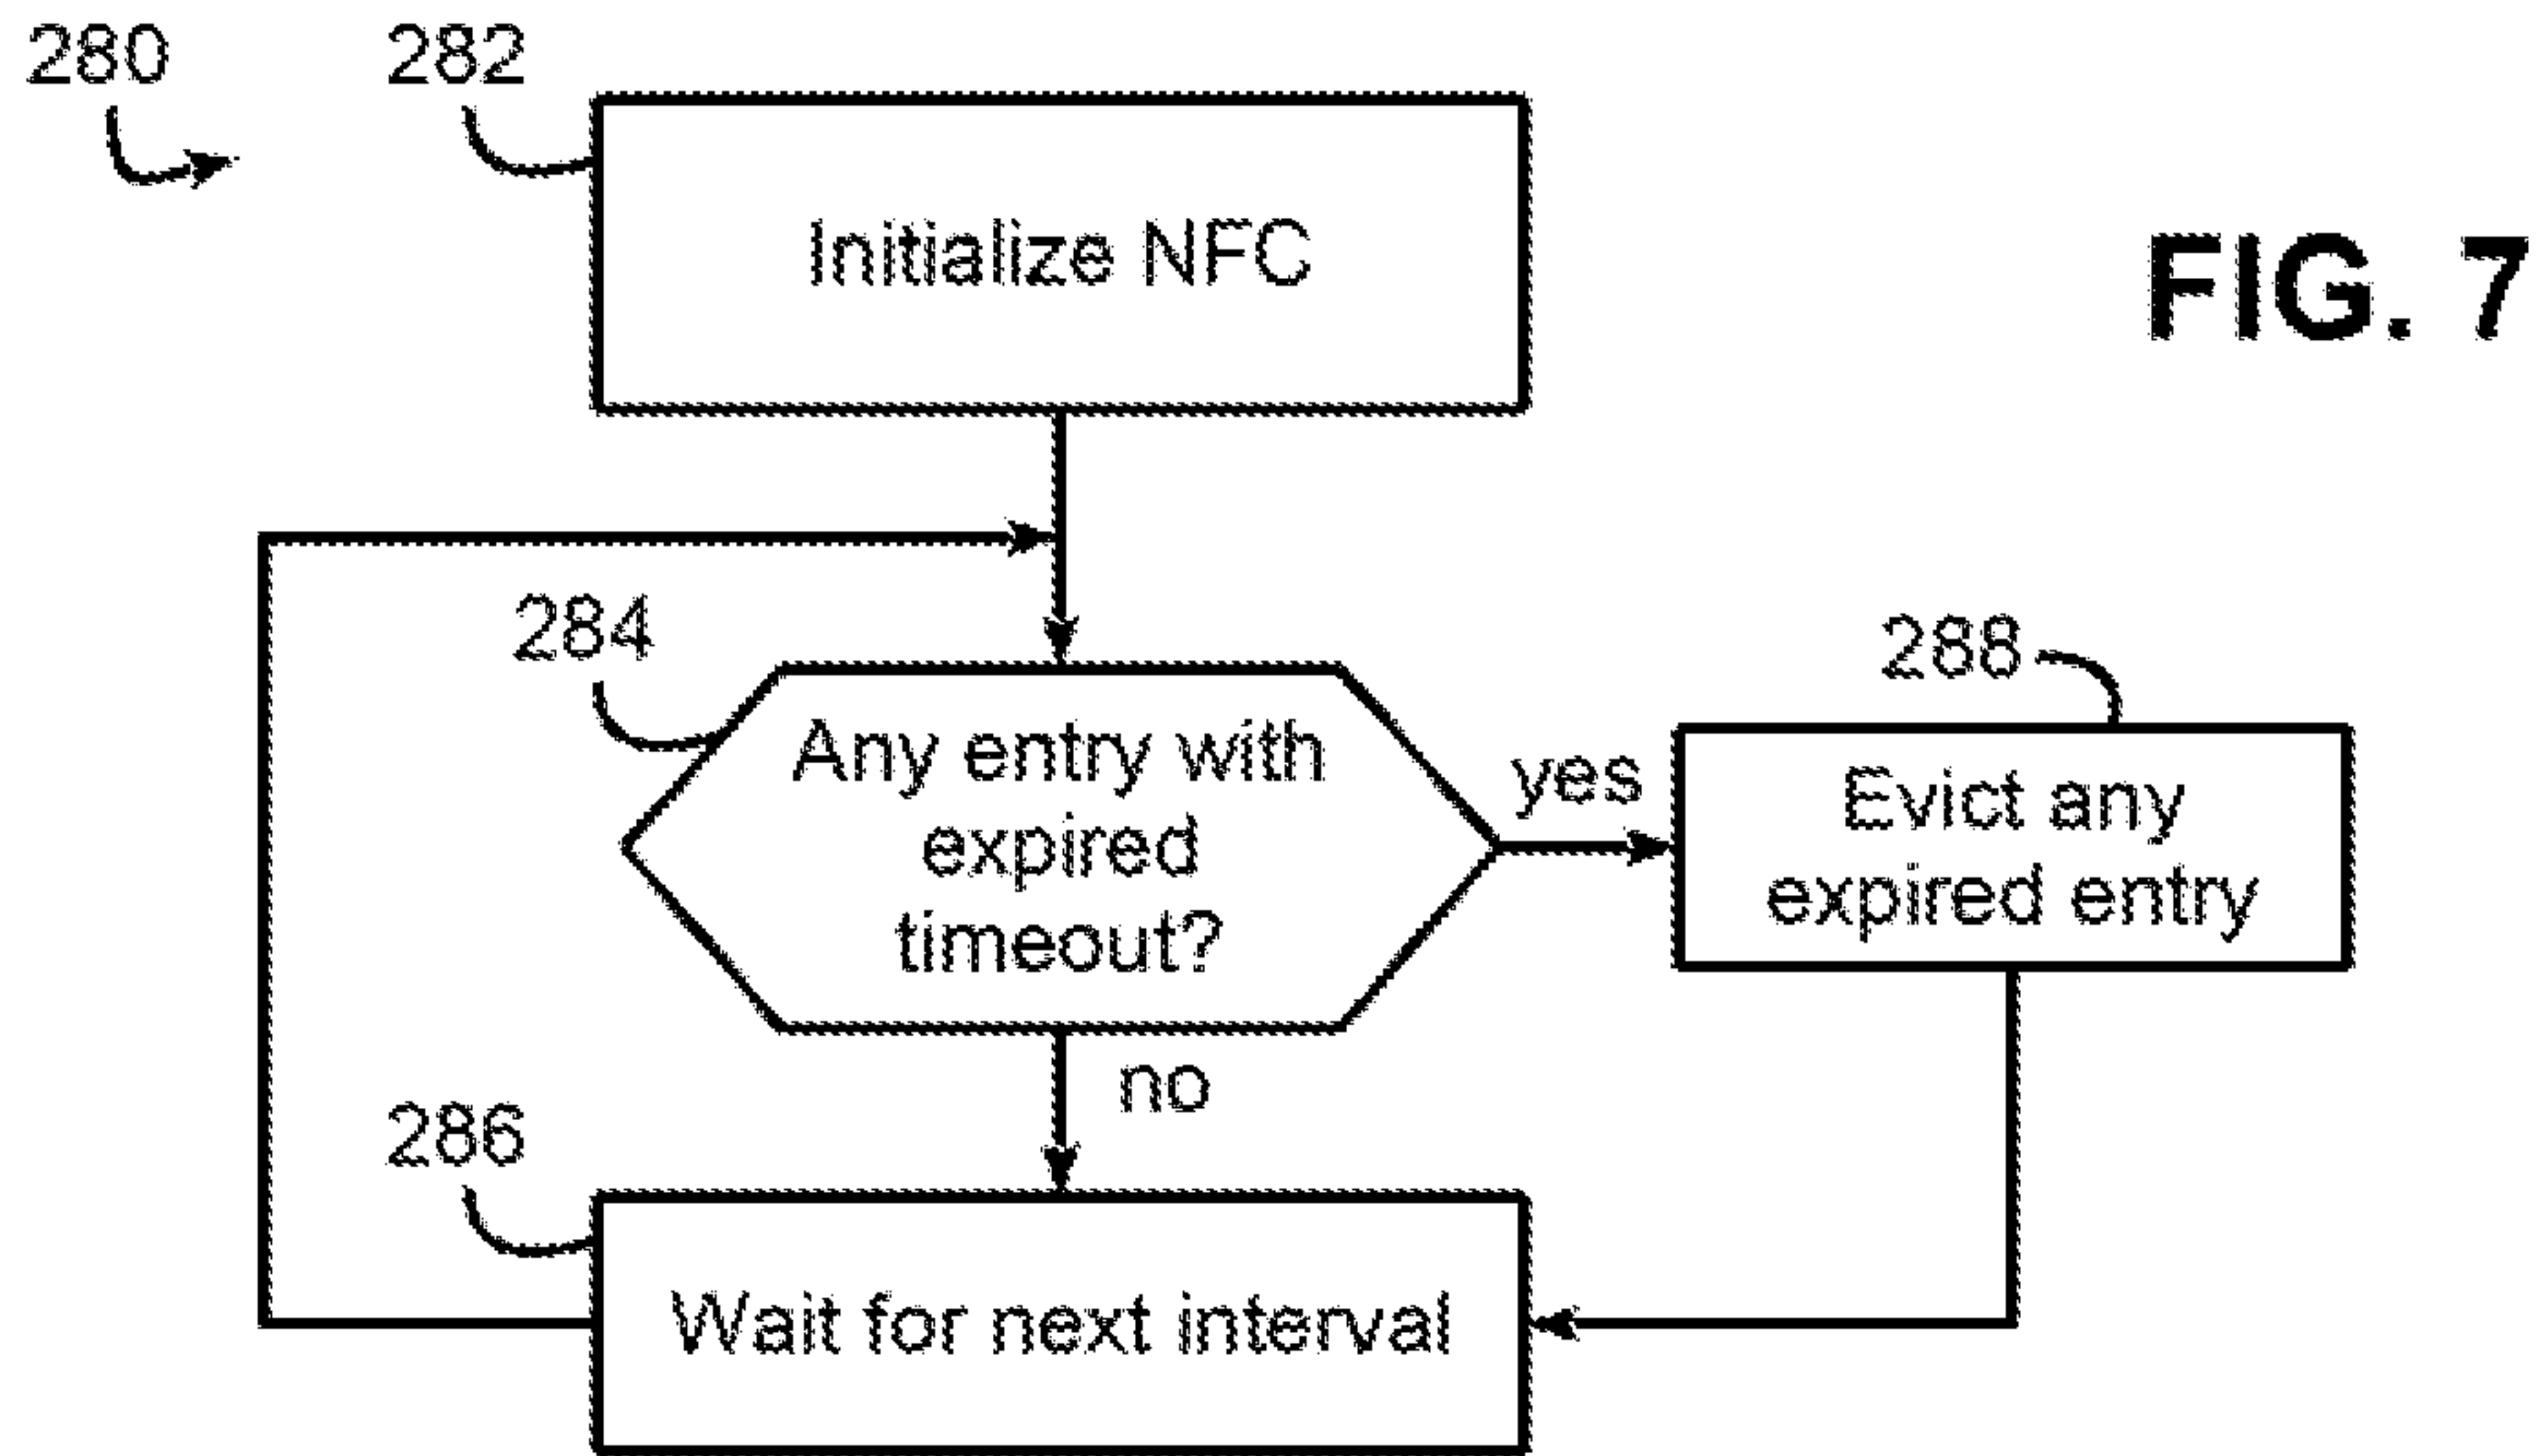 280
282
Initialize NFC
FIG. 7
284
Any entry with
expired
timeout?
yes
288
Evict any
expired entry
no
286
Wait for next interval